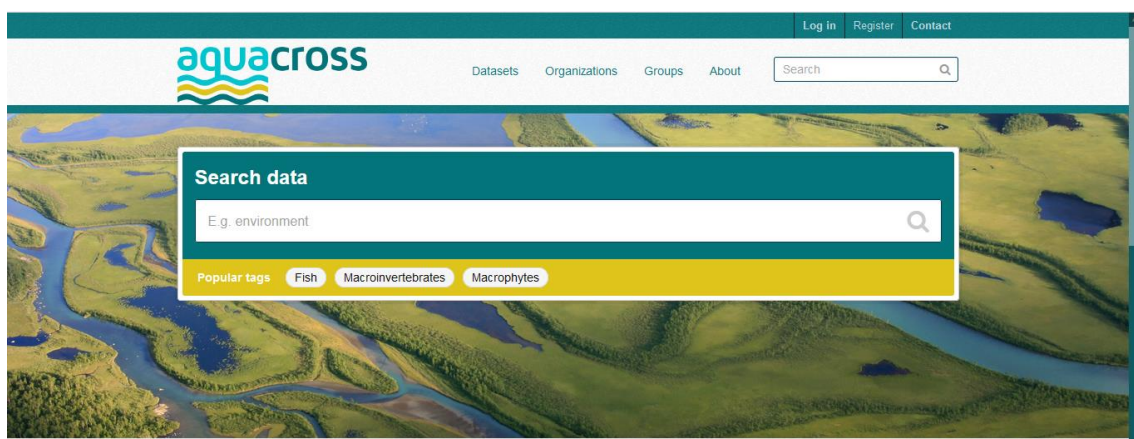 Log in Register Contact
aquacross
Datasets Organizations Groups About Search
Search data
E.g. environment
Popular tags Fish Macroinvertebrates Macrophytes